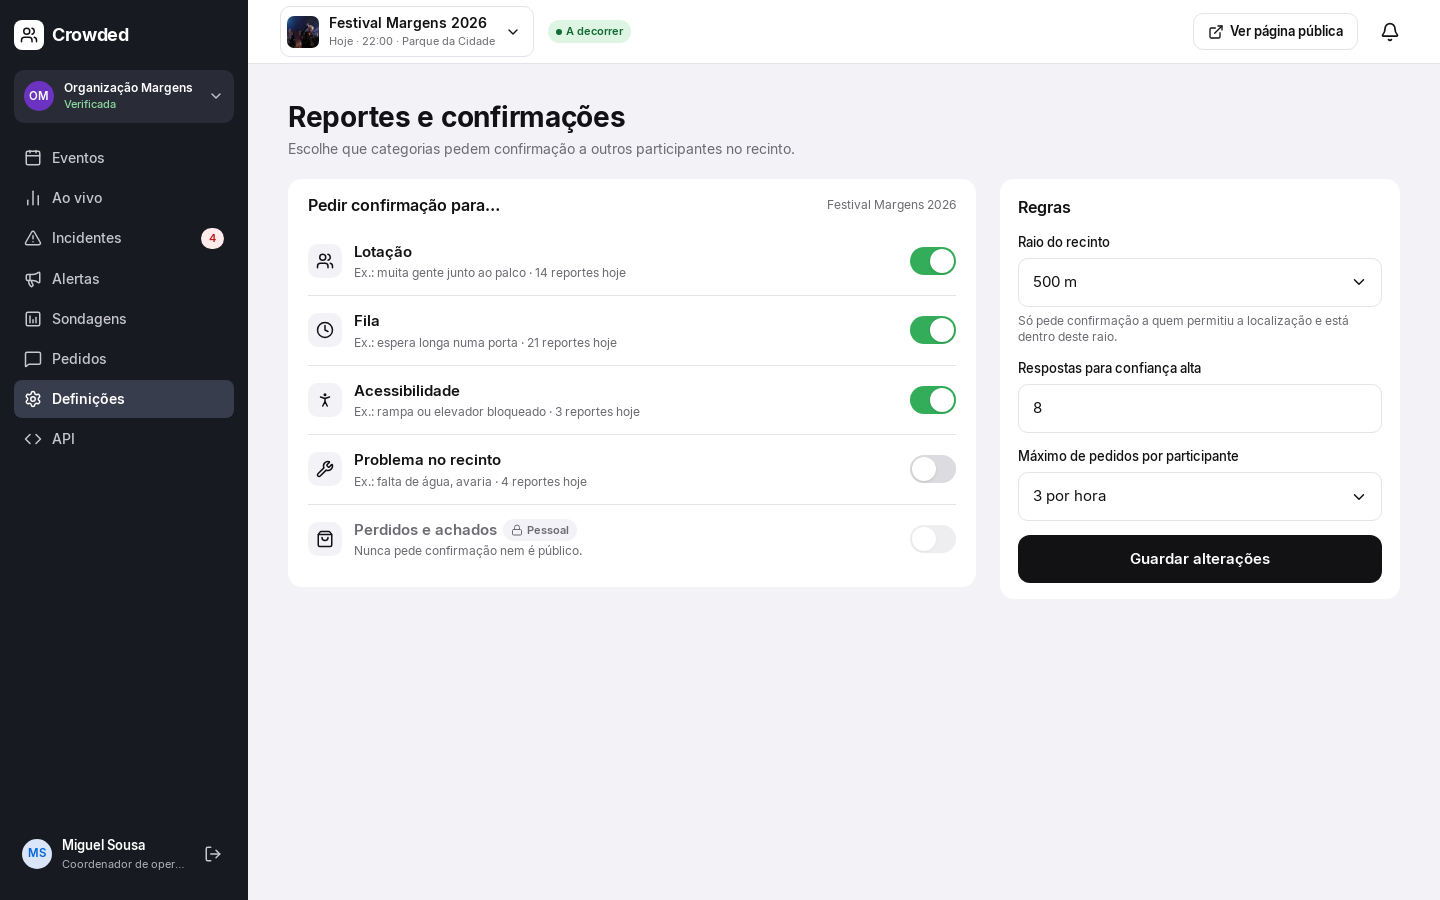 Crowded
OM
Organização Margens
Verificada
Eventos
Ao vivo
Incidentes
4
Alertas
Sondagens
Pedidos
Definições
API
MS
Miguel Sousa
Coordenador de oper...
Festival Margens 2026
Hoje · 22:00 · Parque da Cidade
A decorrer
Ver página pública
Reportes e confirmações
Escolhe que categorias pedem confirmação a outros participantes no recinto.
Pedir confirmação para...
Festival Margens 2026
Lotação
Ex.: muita gente junto ao palco · 14 reportes hoje
Fila
Ex.: espera longa numa porta · 21 reportes hoje
Acessibilidade
Ex.: rampa ou elevador bloqueado · 3 reportes hoje
Problema no recinto
Ex.: falta de água, avaria · 4 reportes hoje
Perdidos e achados
Pessoal
Nunca pede confirmação nem é público.
Regras
Raio do recinto
500 m
Só pede confirmação a quem permitiu a localização e está
dentro deste raio.
Respostas para confiança alta
8
Máximo de pedidos por participante
3 por hora
Guardar alterações